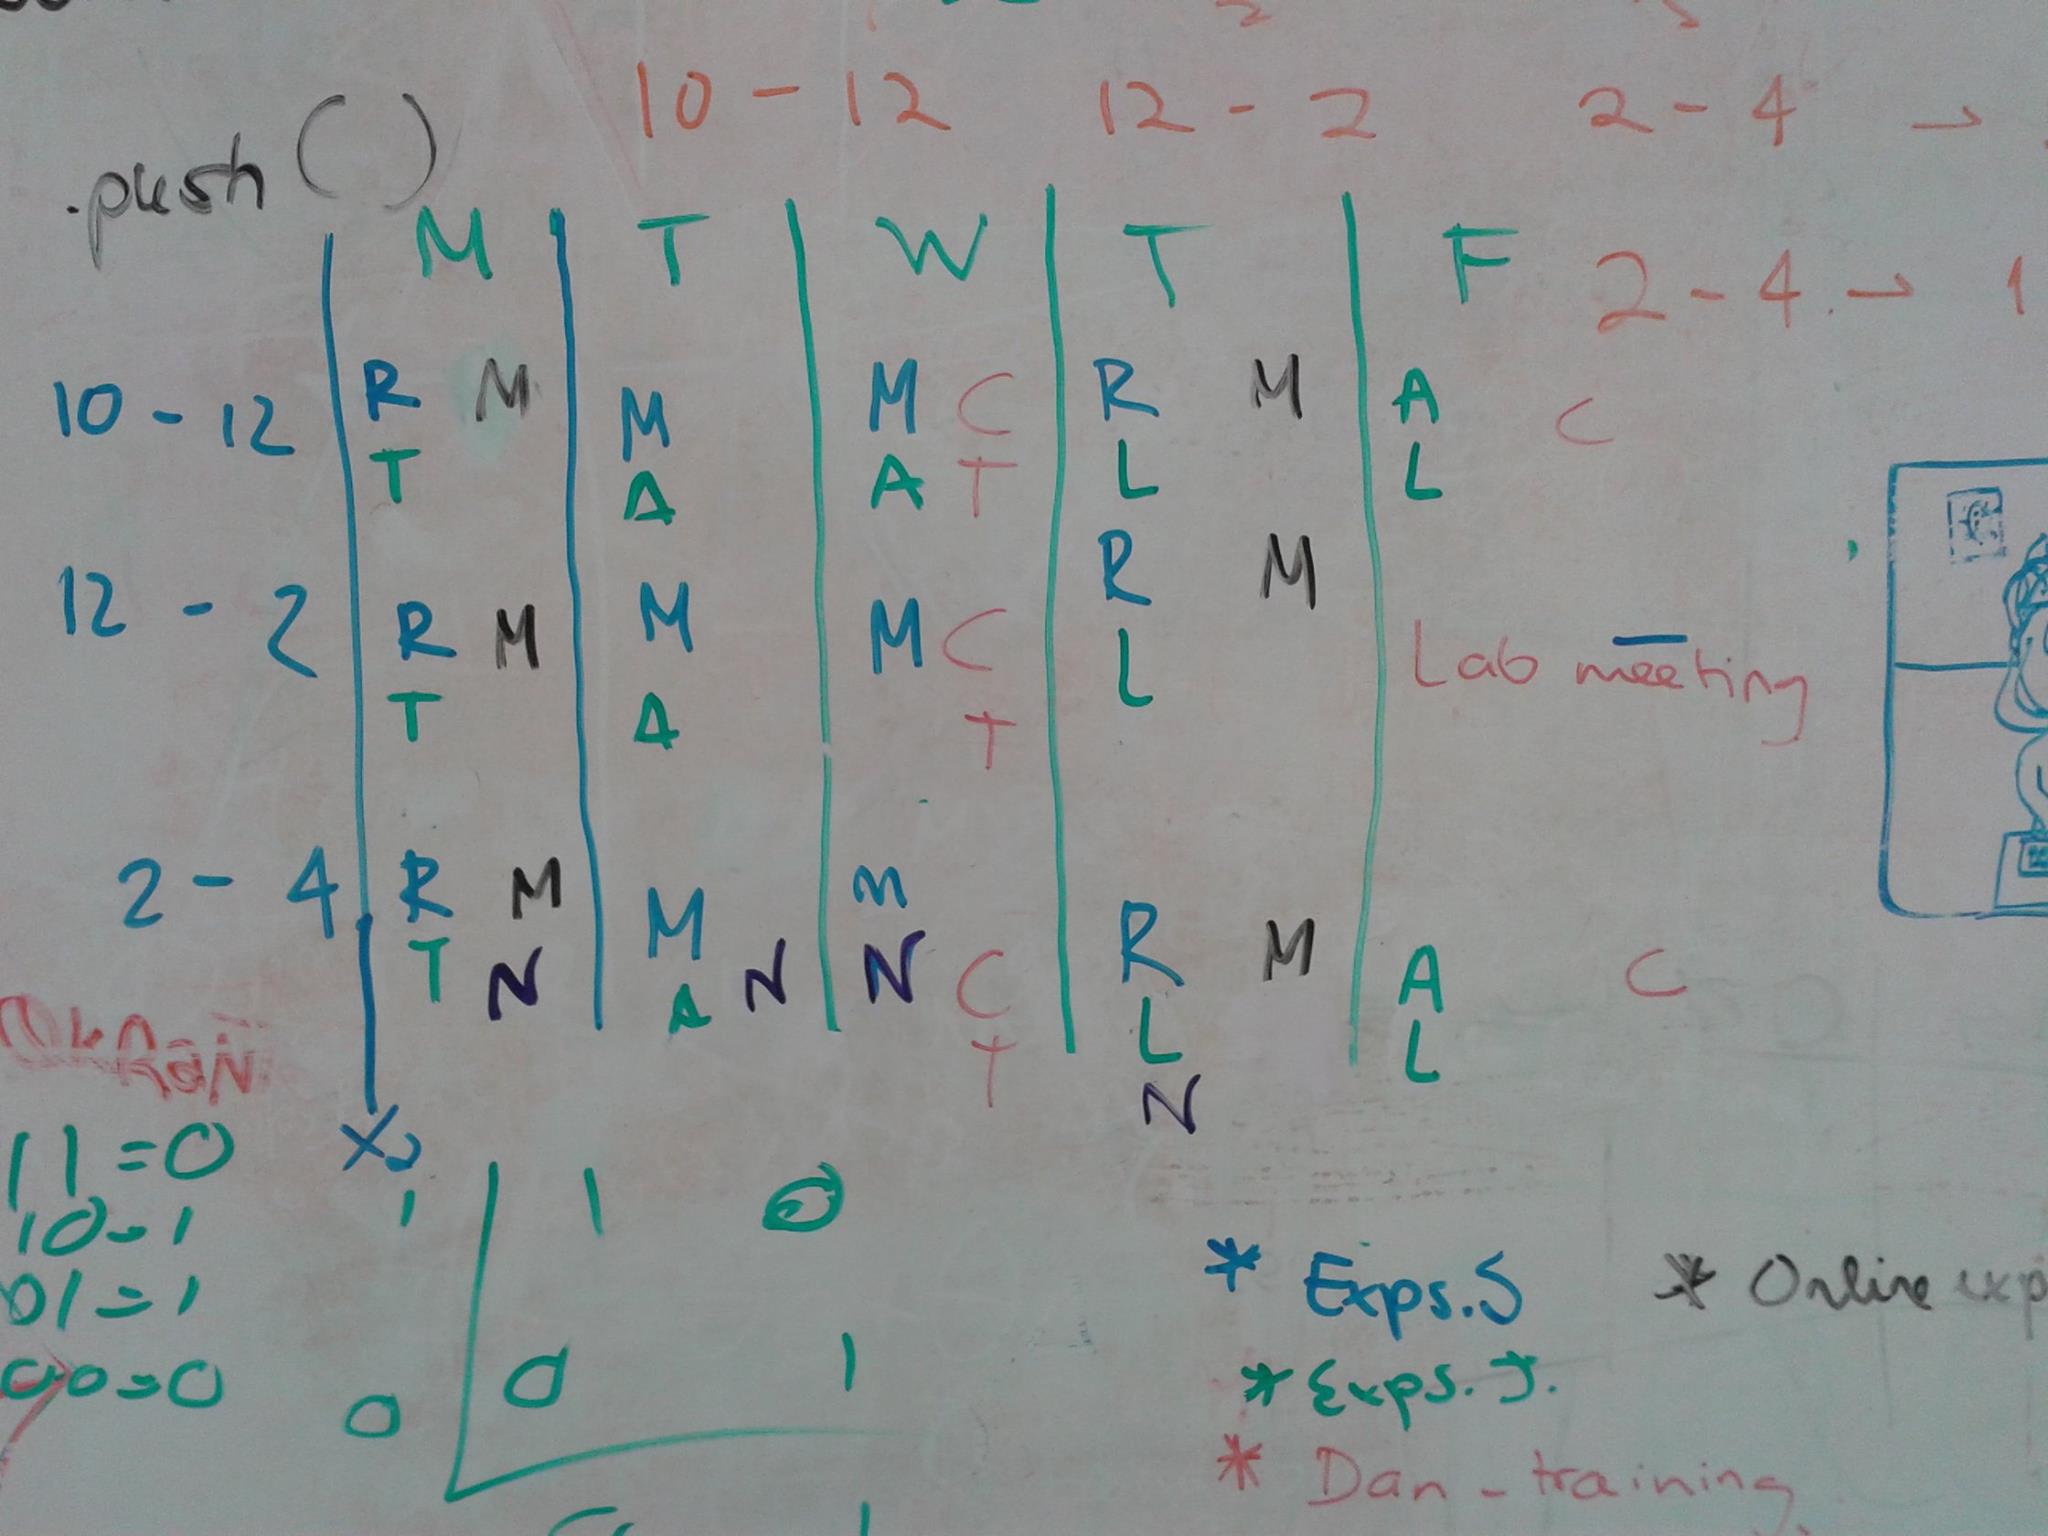 10 - 12 12 - 2 2 - 4 →
.push()
M T W T F 2 - 4 → 1
10 - 12 R M M M C R M A C
T A A T L L
12 - 2 R M M M C R M Lab meeting
T A T L
2 - 4 R M M m R M A C
T N A N N C L L
T N
11=0
10=1
01=1
00=0
1 1 0
0 0 1
* Exps.S * Online exp
* Exps. J.
* Dan - training